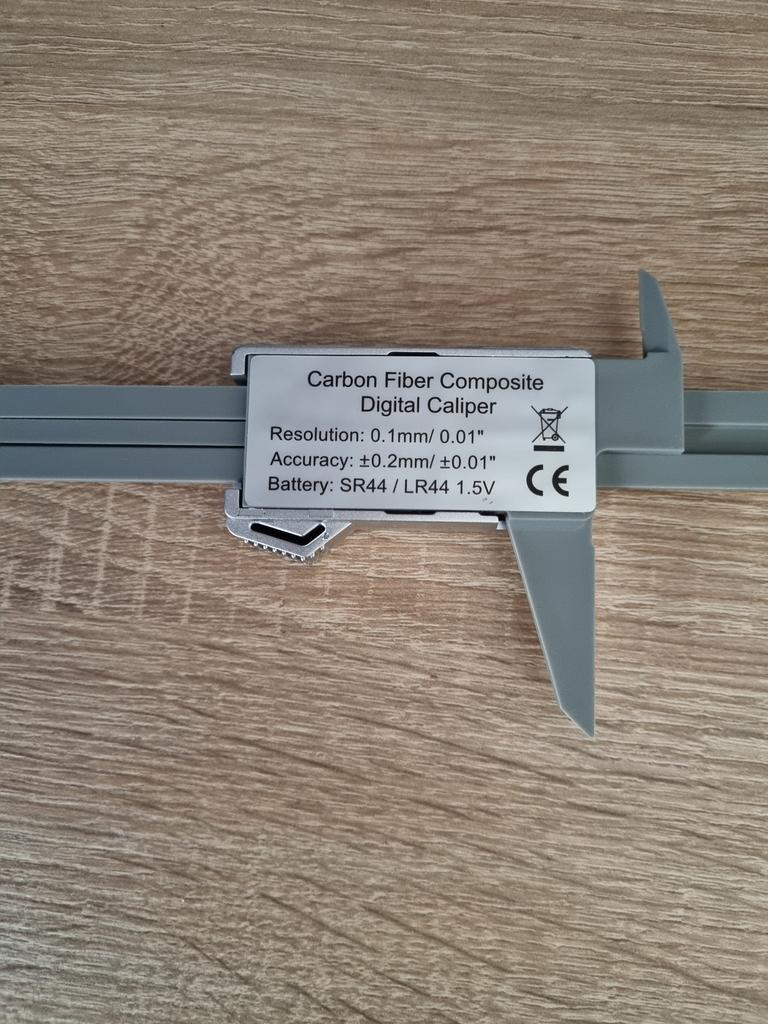 Carbon Fiber Composite
Digital Caliper
Resolution: 0.1mm/ 0.01"
Accuracy: ±0.2mm/ ±0.01"
Battery: SR44 / LR44 1.5V
CE